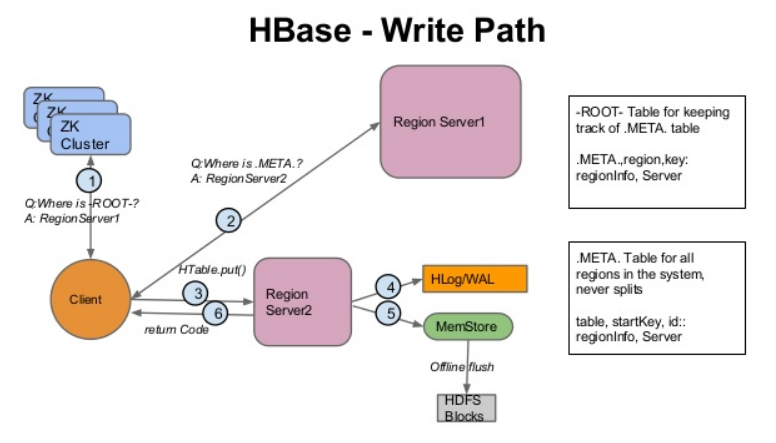 HBase - Write Path
ZK
ZK
ZK
Cluster
Region Server1
-ROOT- Table for keeping
track of .META. table
.META.,region,key:
regionInfo, Server
1
Q:Where is .META.?
A: RegionServer2
Q:Where is -ROOT-?
A: RegionServer1
2
HTable.put()
.META. Table for all
regions in the system,
never splits
table, startKey, id::
regionInfo, Server
Client
3
6
return Code
Region
Server2
4
HLog/WAL
5
MemStore
Offline flush
HDFS
Blocks